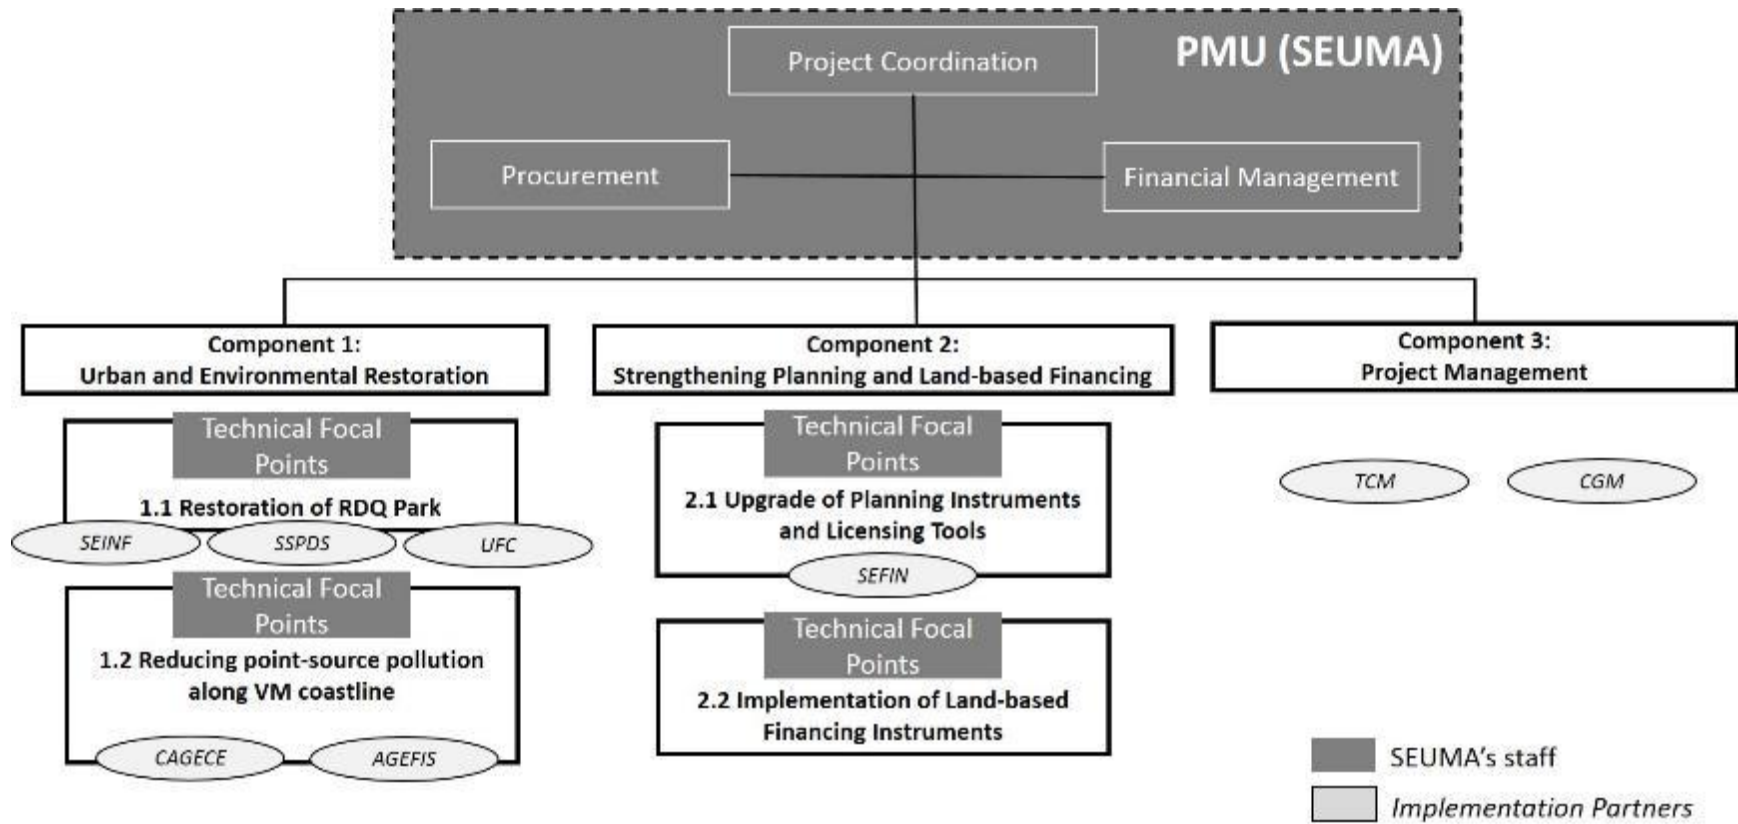 PMU (SEUMA)
Project Coordination
Procurement
Financial Management
Component 1:
Urban and Environmental Restoration
Technical Focal
Points
1.1 Restoration of RDQ Park
SEINF
SSPDS
UFC
Technical Focal
Points
1.2 Reducing point-source pollution
along VM coastline
CAGECE
AGEFIS
Component 2:
Strengthening Planning and Land-based Financing
Technical Focal
Points
2.1 Upgrade of Planning Instruments
and Licensing Tools
SEFIN
Technical Focal
Points
2.2 Implementation of Land-based
Financing Instruments
Component 3:
Project Management
TCM
CGM
SEUMA's staff
Implementation Partners